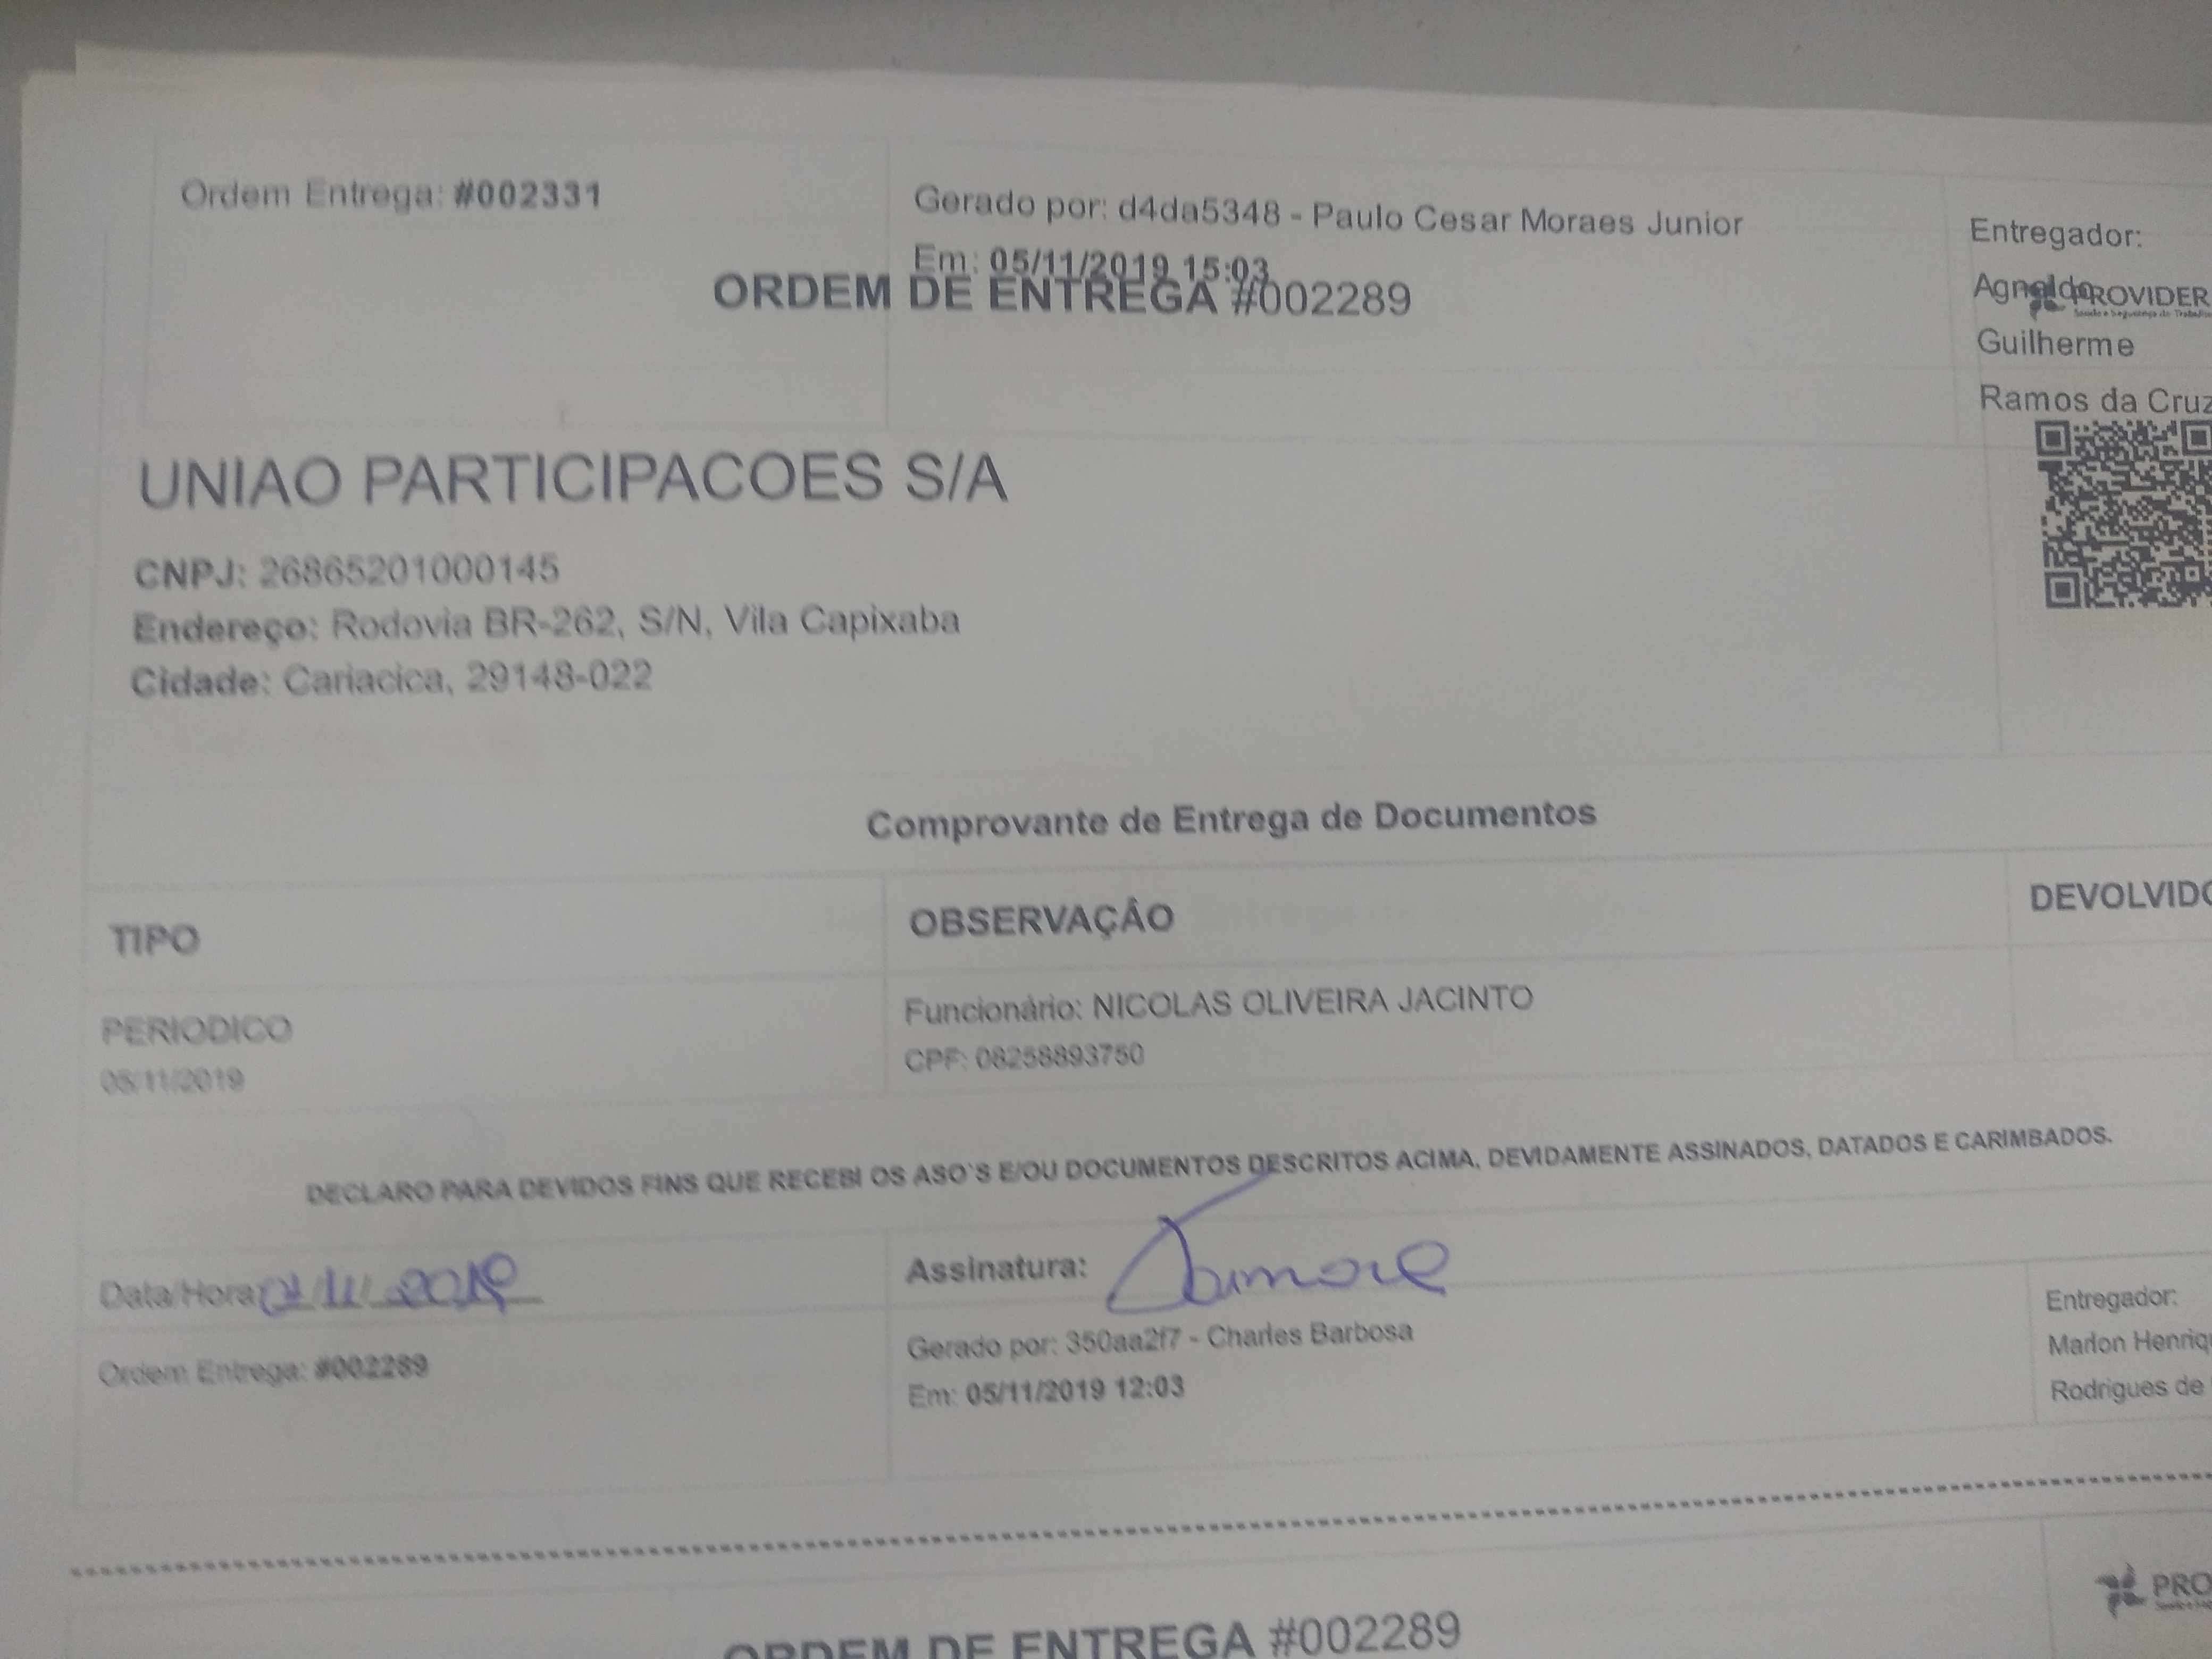 Ordem Entrega: #002331
Gerado por: d4da5348 - Paulo Cesar Moraes Junior
Em: 05/11/2019 15:03
Entregador:
Agnaldo
Guilherme
Ramos da Cruz
ORDEM DE ENTREGA #002289
PROVIDER
Saúde e Segurança do Trabalho
UNIAO PARTICIPACOES S/A
CNPJ: 26865201000145
Endereço: Rodovia BR-262, S/N, Vila Capixaba
Cidade: Cariacica, 29148-022
Comprovante de Entrega de Documentos
TIPO
OBSERVAÇÃO
DEVOLVIDO
PERIODICO
05/11/2019
Funcionário: NICOLAS OLIVEIRA JACINTO
CPF: 08258893750
DECLARO PARA DEVIDOS FINS QUE RECEBI OS ASO`S E/OU DOCUMENTOS DESCRITOS ACIMA, DEVIDAMENTE ASSINADOS, DATADOS E CARIMBADOS.
Data/Hora 11 2019
Assinatura:
Ordem Entrega: #002289
Gerado por: 350aa2f7 - Charles Barbosa
Em: 05/11/2019 12:03
Entregador:
Marlon Henriq
Rodrigues de
PRO
ORDEM DE ENTREGA #002289